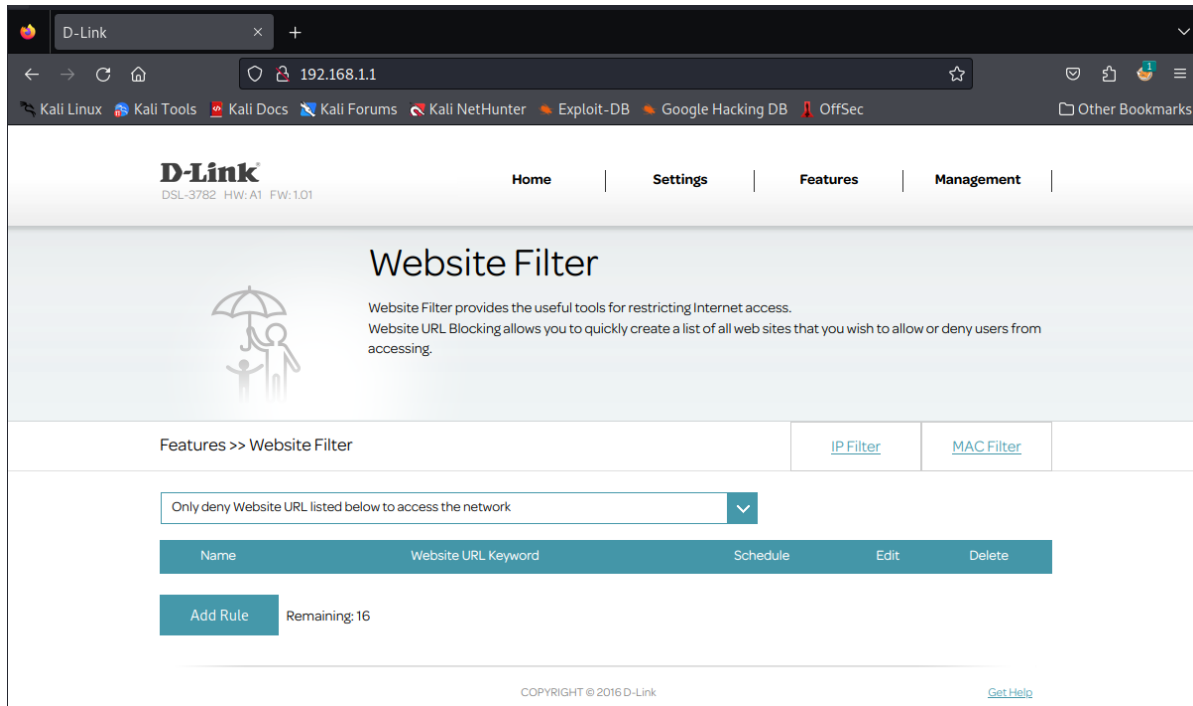 D-Link
192.168.1.1
1
Kali Linux Kali Tools Kali Docs Kali Forums Kali NetHunter Exploit-DB Google Hacking DB OffSec Other Bookmarks
D-Link
Home Settings Features Management
DSL-3782 HW: A1 FW: 1.01
Website Filter
Website Filter provides the useful tools for restricting Internet access.
Website URL Blocking allows you to quickly create a list of all web sites that you wish to allow or deny users from
accessing.
Features >> Website Filter IP Filter MAC Filter
Only deny Website URL listed below to access the network
Name Website URL Keyword Schedule Edit Delete
Add Rule Remaining: 16
COPYRIGHT © 2016 D-Link Get Help